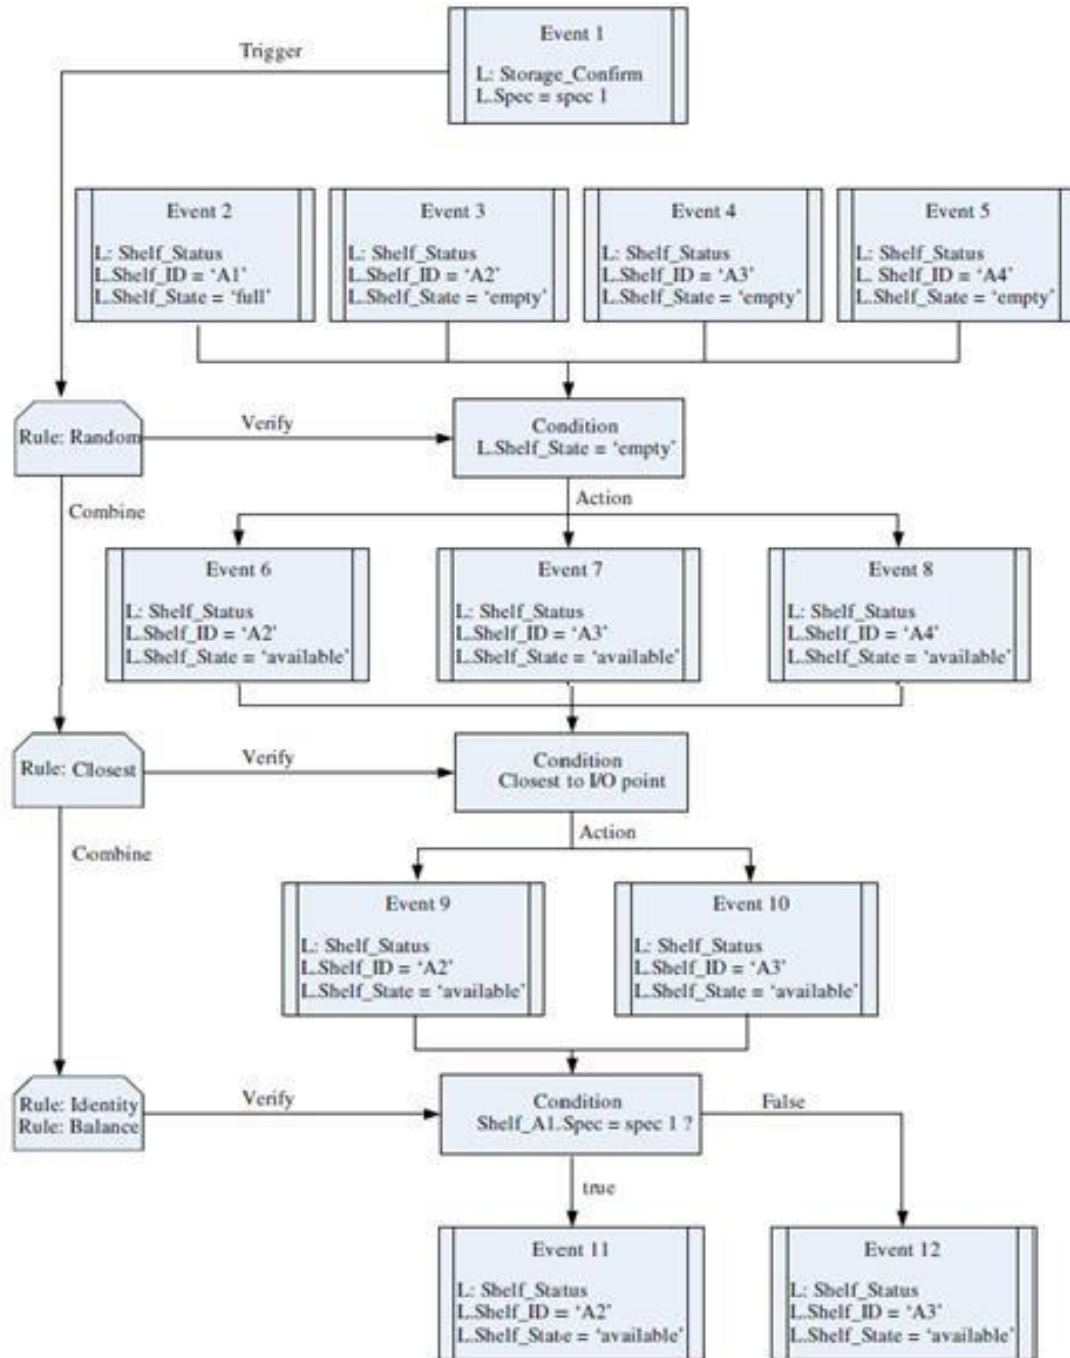 Event 1
Trigger
L: Storage_Confirm
L.Spec = spec 1
Event 2
L: Shelf_Status
L.Shelf_ID = ‘A1’
L.Shelf_State = ‘full’
Event 3
L: Shelf_Status
L.Shelf_ID = ‘A2’
L.Shelf_State = ‘empty’
Event 4
L: Shelf_Status
L.Shelf_ID = ‘A3’
L.Shelf_State = ‘empty’
Event 5
L: Shelf_Status
L. Shelf_ID = ‘A4’
L.Shelf_State = ‘empty’
Rule: Random
Verify
Condition
L.Shelf_State = ‘empty’
Combine
Action
Event 6
L: Shelf_Status
L.Shelf_ID = ‘A2’
L.Shelf_State = ‘available’
Event 7
L: Shelf_Status
L.Shelf_ID = ‘A3’
L.Shelf_State = ‘available’
Event 8
L: Shelf_Status
L.Shelf_ID = ‘A4’
L.Shelf_State = ‘available’
Rule: Closest
Verify
Condition
Closest to I/O point
Combine
Action
Event 9
L: Shelf_Status
L.Shelf_ID = ‘A2’
L.Shelf_State = ‘available’
Event 10
L: Shelf_Status
L.Shelf_ID = ‘A3’
L.Shelf_State = ‘available’
Rule: Identity
Rule: Balance
Verify
Condition
Shelf_A1.Spec = spec 1 ?
False
true
Event 11
L: Shelf_Status
L.Shelf_ID = ‘A2’
L.Shelf_State = ‘available’
Event 12
L: Shelf_Status
L.Shelf_ID = ‘A3’
L.Shelf_State = ‘available’